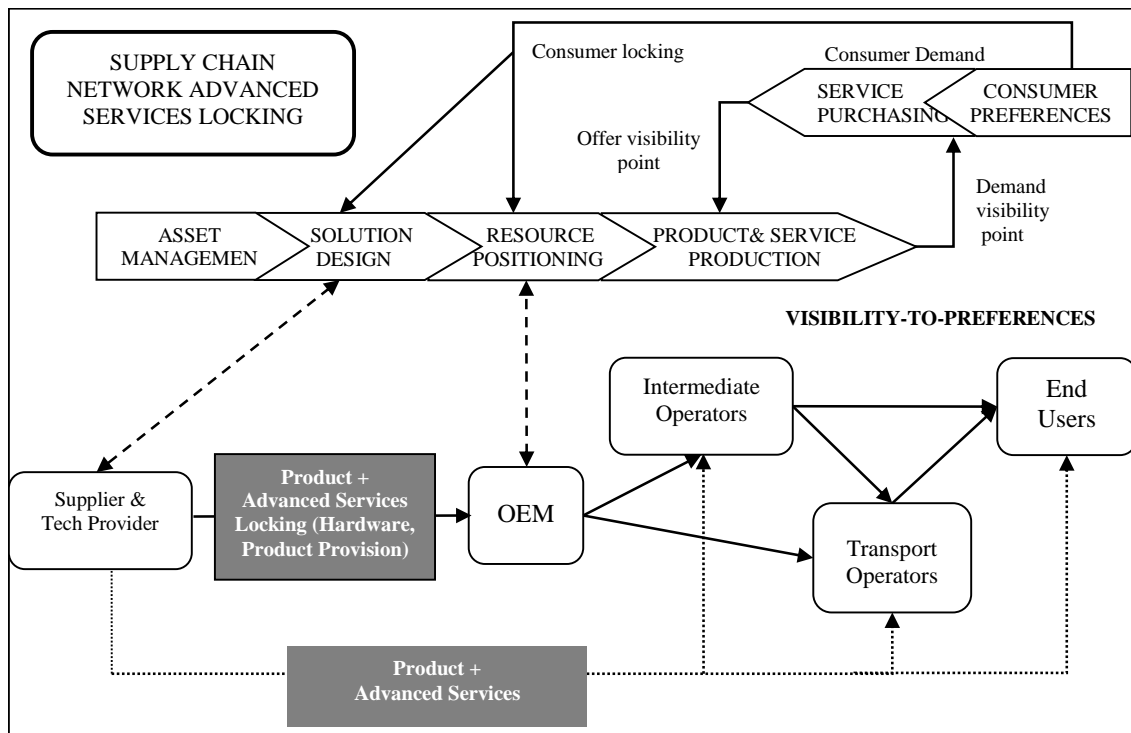 SUPPLY CHAIN
NETWORK ADVANCED
SERVICES LOCKING
Consumer locking
Consumer Demand
SERVICE
PURCHASING
CONSUMER
PREFERENCES
Offer visibility
point
Demand
visibility
point
ASSET
MANAGEMEN
SOLUTION
DESIGN
RESOURCE
POSITIONING
PRODUCT& SERVICE
PRODUCTION
VISIBILITY-TO-PREFERENCES
Intermediate
Operators
End
Users
Supplier &
Tech Provider
Product +
Advanced Services
Locking (Hardware,
Product Provision)
OEM
Transport
Operators
Product +
Advanced Services